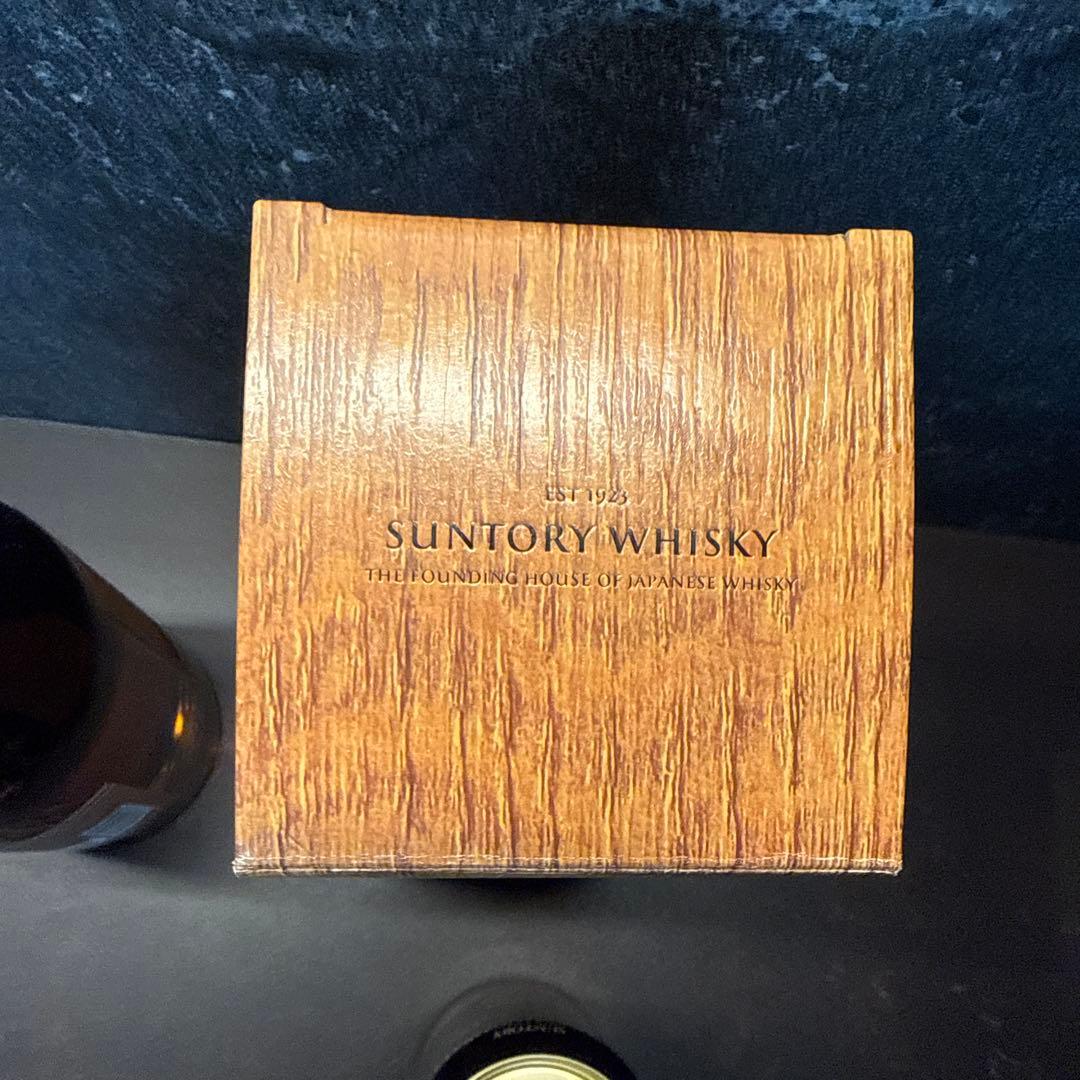 EST 1923
SUNTORY WHISKY
THE FOUNDING HOUSE OF JAPANESE WHISKY